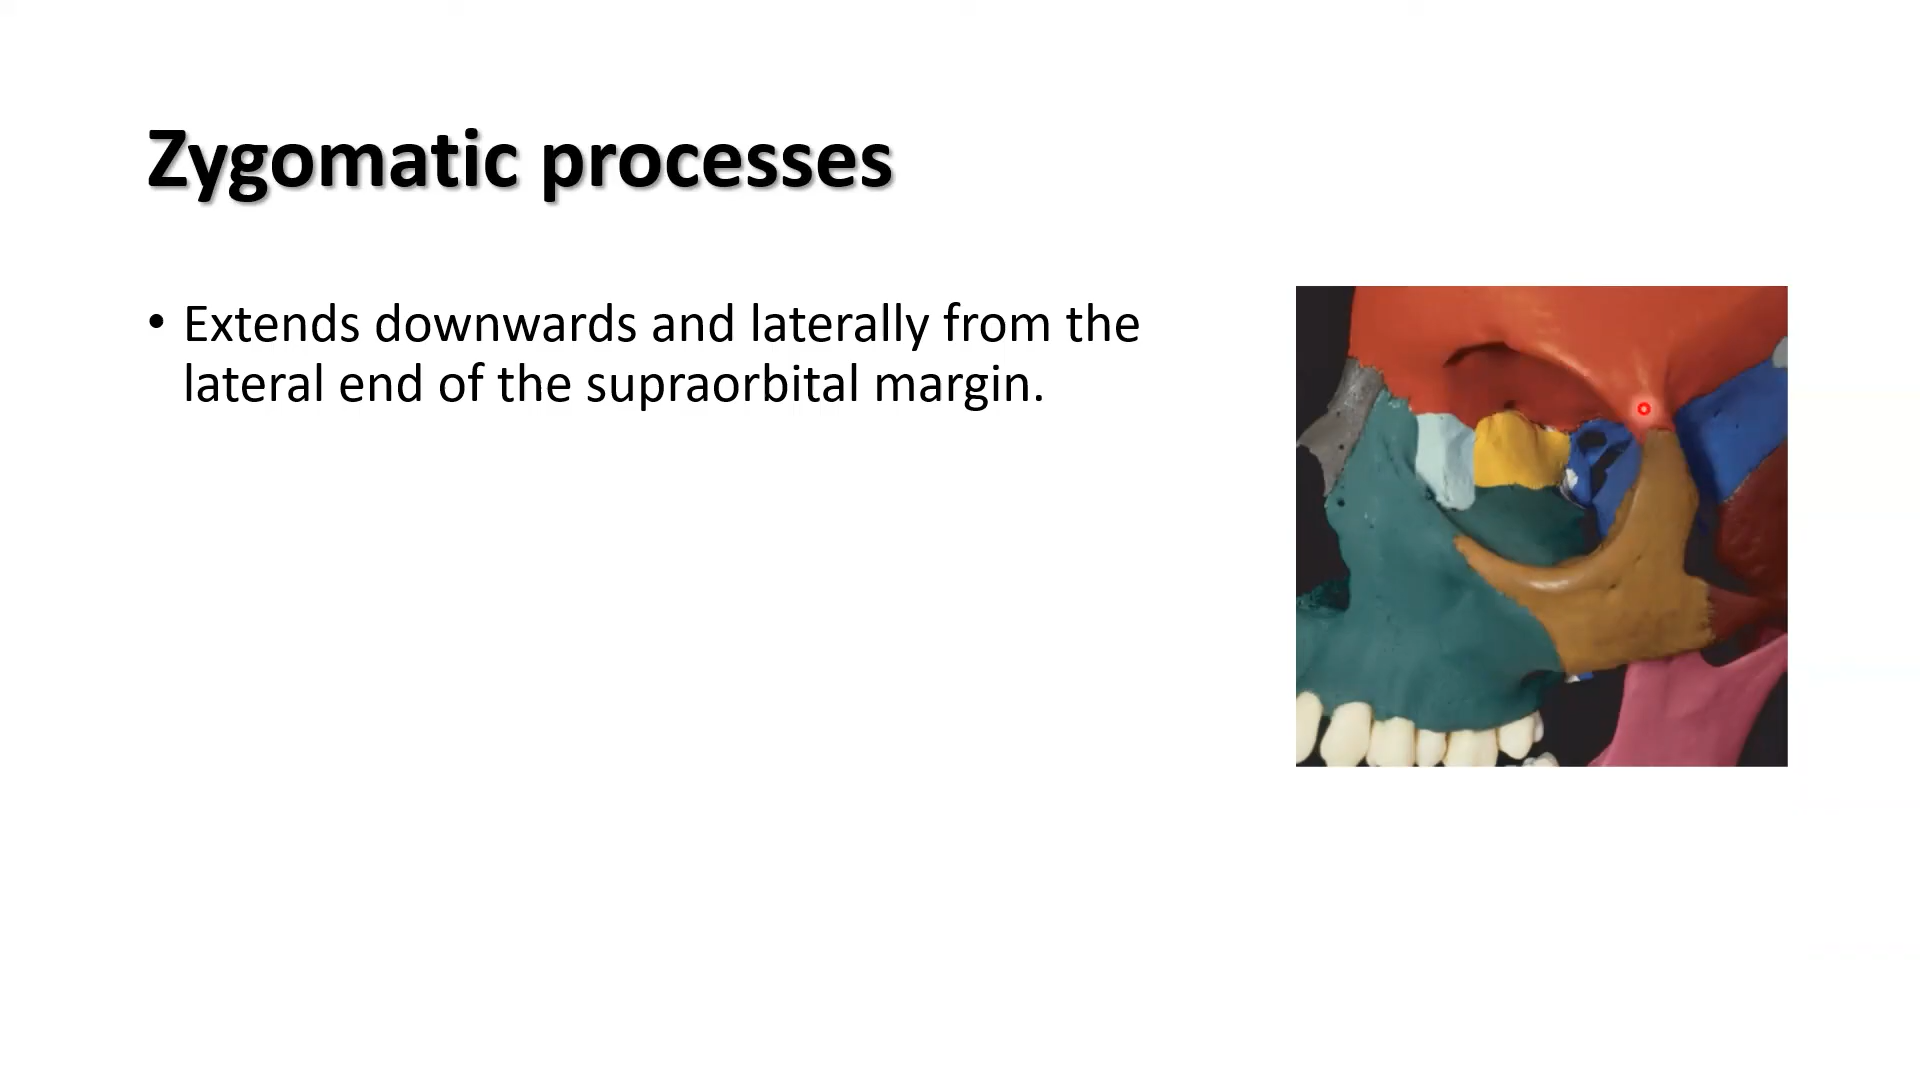 Zygomatic processes
• Extends downwards and laterally from the
lateral end of the supraorbital margin.